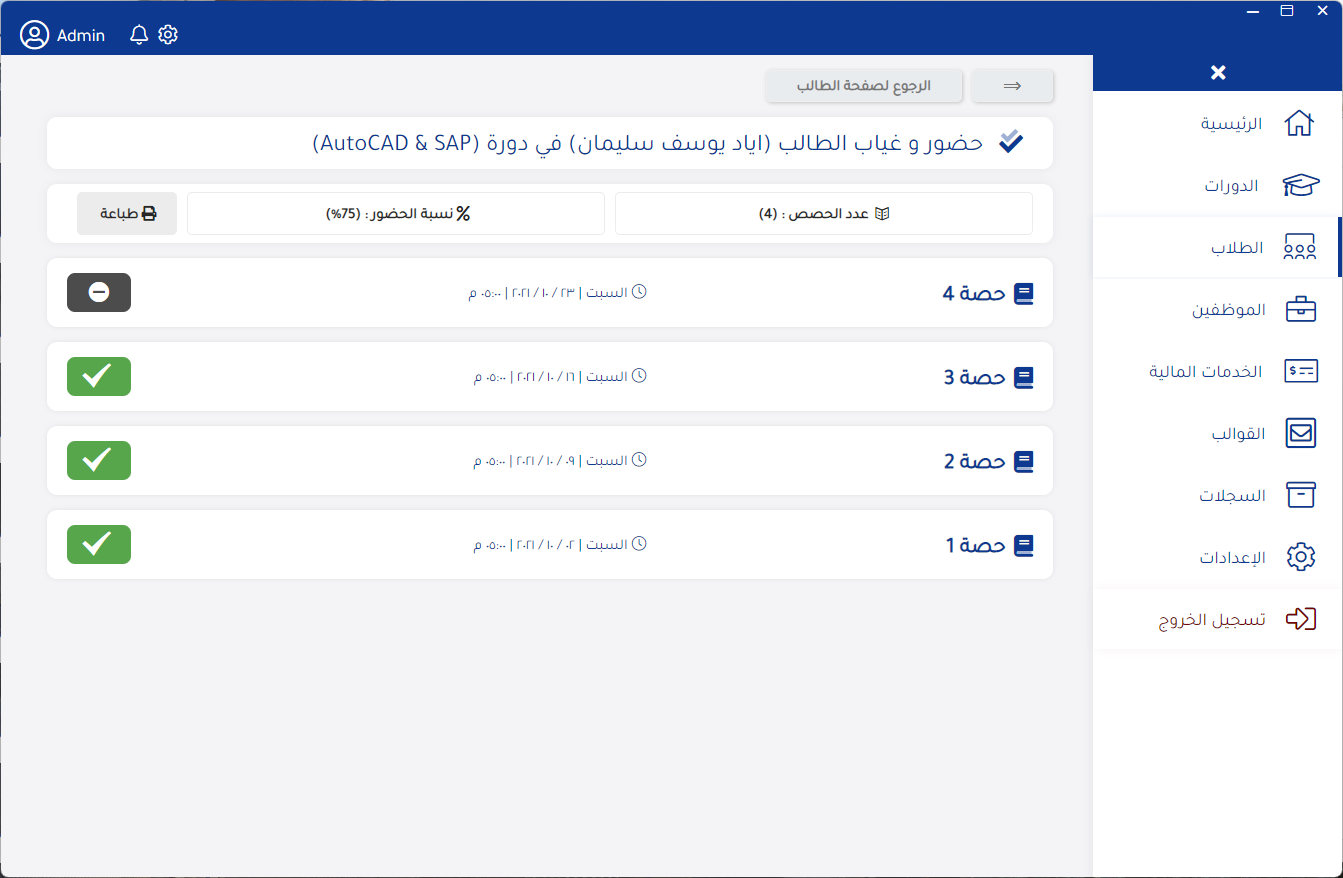 Admin
الرجوع لصفحة الطالب
حضور و غياب الطالب (اياد يوسف سليمان) في دورة (AutoCAD & SAP)
عدد الحصص : (4)
% نسبة الحضور : (75%)
طباعة
حصة 4
السبت | ٢٣ / ١٠ / ٢٠٢١ | ٠٥:٠٠ م
حصة 3
السبت | ١٦ / ١٠ / ٢٠٢١ | ٠٥:٠٠ م
حصة 2
السبت | ٠٩ / ١٠ / ٢٠٢١ | ٠٥:٠٠ م
حصة 1
السبت | ٠٢ / ١٠ / ٢٠٢١ | ٠٥:٠٠ م
الرئيسية
الدورات
الطلاب
الموظفين
الخدمات المالية
القوالب
السجلات
الإعدادات
تسجيل الخروج